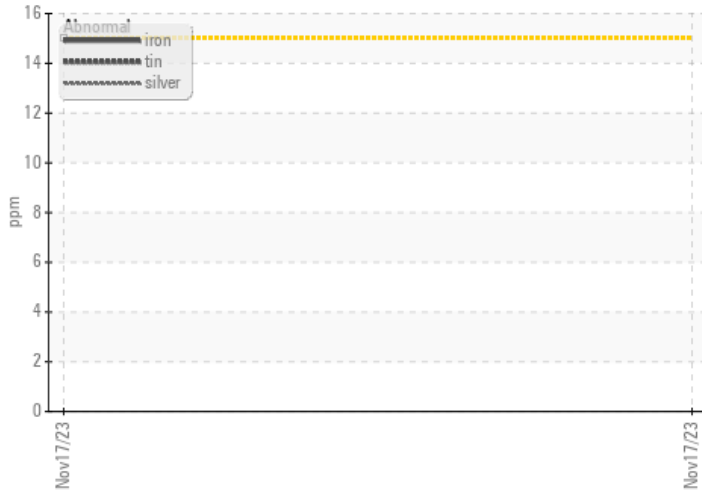 16
Abnormal
iron
tin
silver
14
12
10
8
6
4
2
0
ppm
Nov17/23
Nov17/23